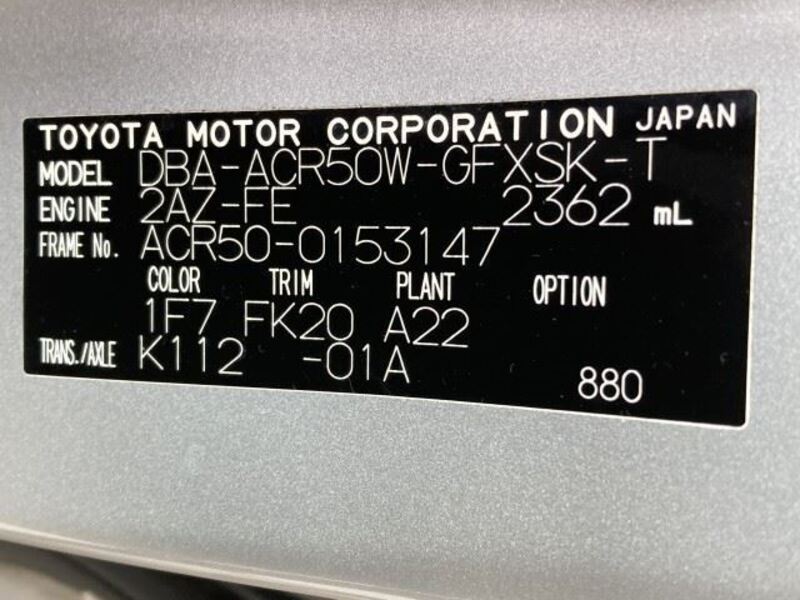 TOYOTA MOTOR CORPORATION JAPAN
MODEL DBA-ACR50W-GFXSK-T
ENGINE 2AZ-FE 2362 mL
FRAME No. ACR50-0153147
COLOR TRIM PLANT OPTION
1F7 FK20 A22
TRANS./AXLE K112 -01A
880